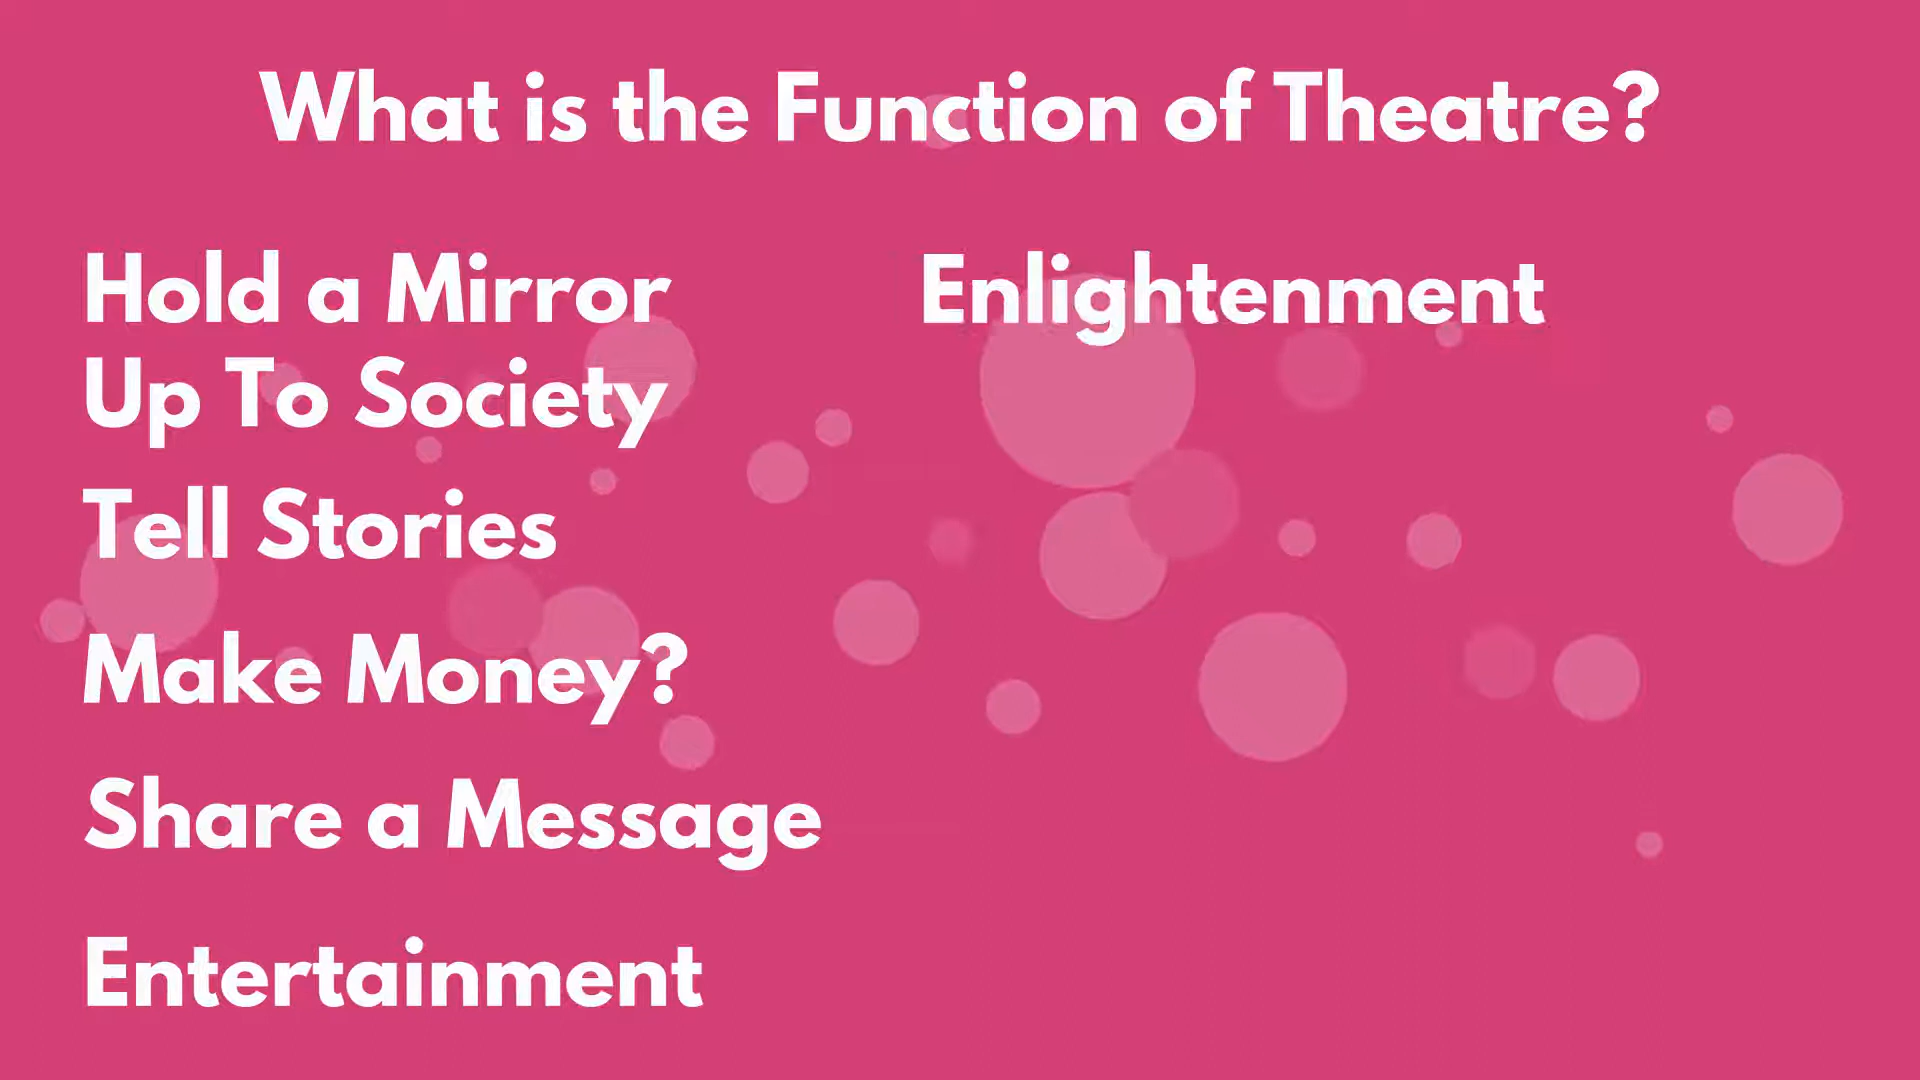 What is the Function of Theatre?
Hold a Mirror
Up To Society
Tell Stories
Make Money?
Share a Message
Entertainment
Enlightenment